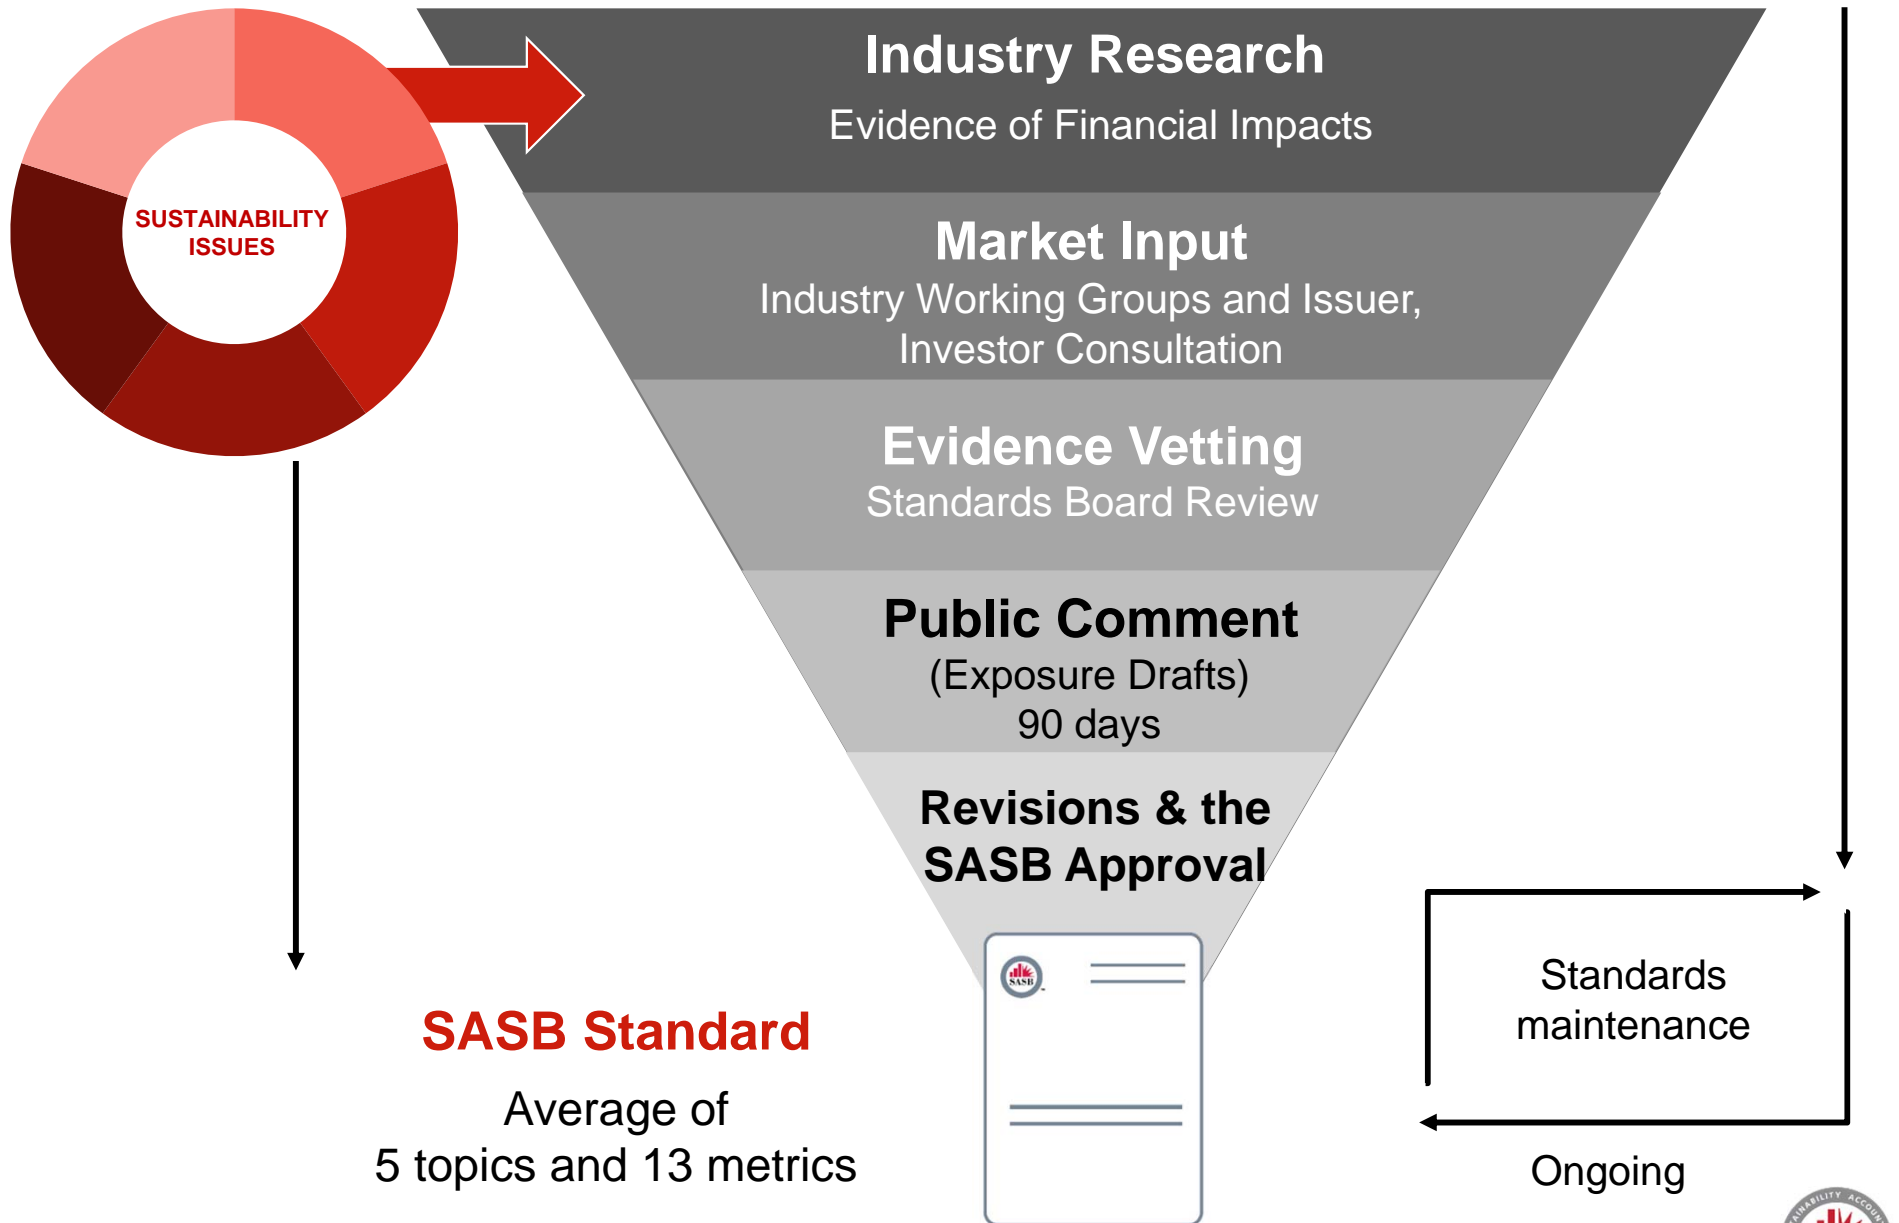 SUSTAINABILITY
ISSUES
Industry Research
Evidence of Financial Impacts
Market Input
Industry Working Groups and Issuer,
Investor Consultation
Evidence Vetting
Standards Board Review
Public Comment
(Exposure Drafts)
90 days
Revisions & the
SASB Approval
SASB
SASB Standard
Average of
5 topics and 13 metrics
Standards
maintenance
Ongoing